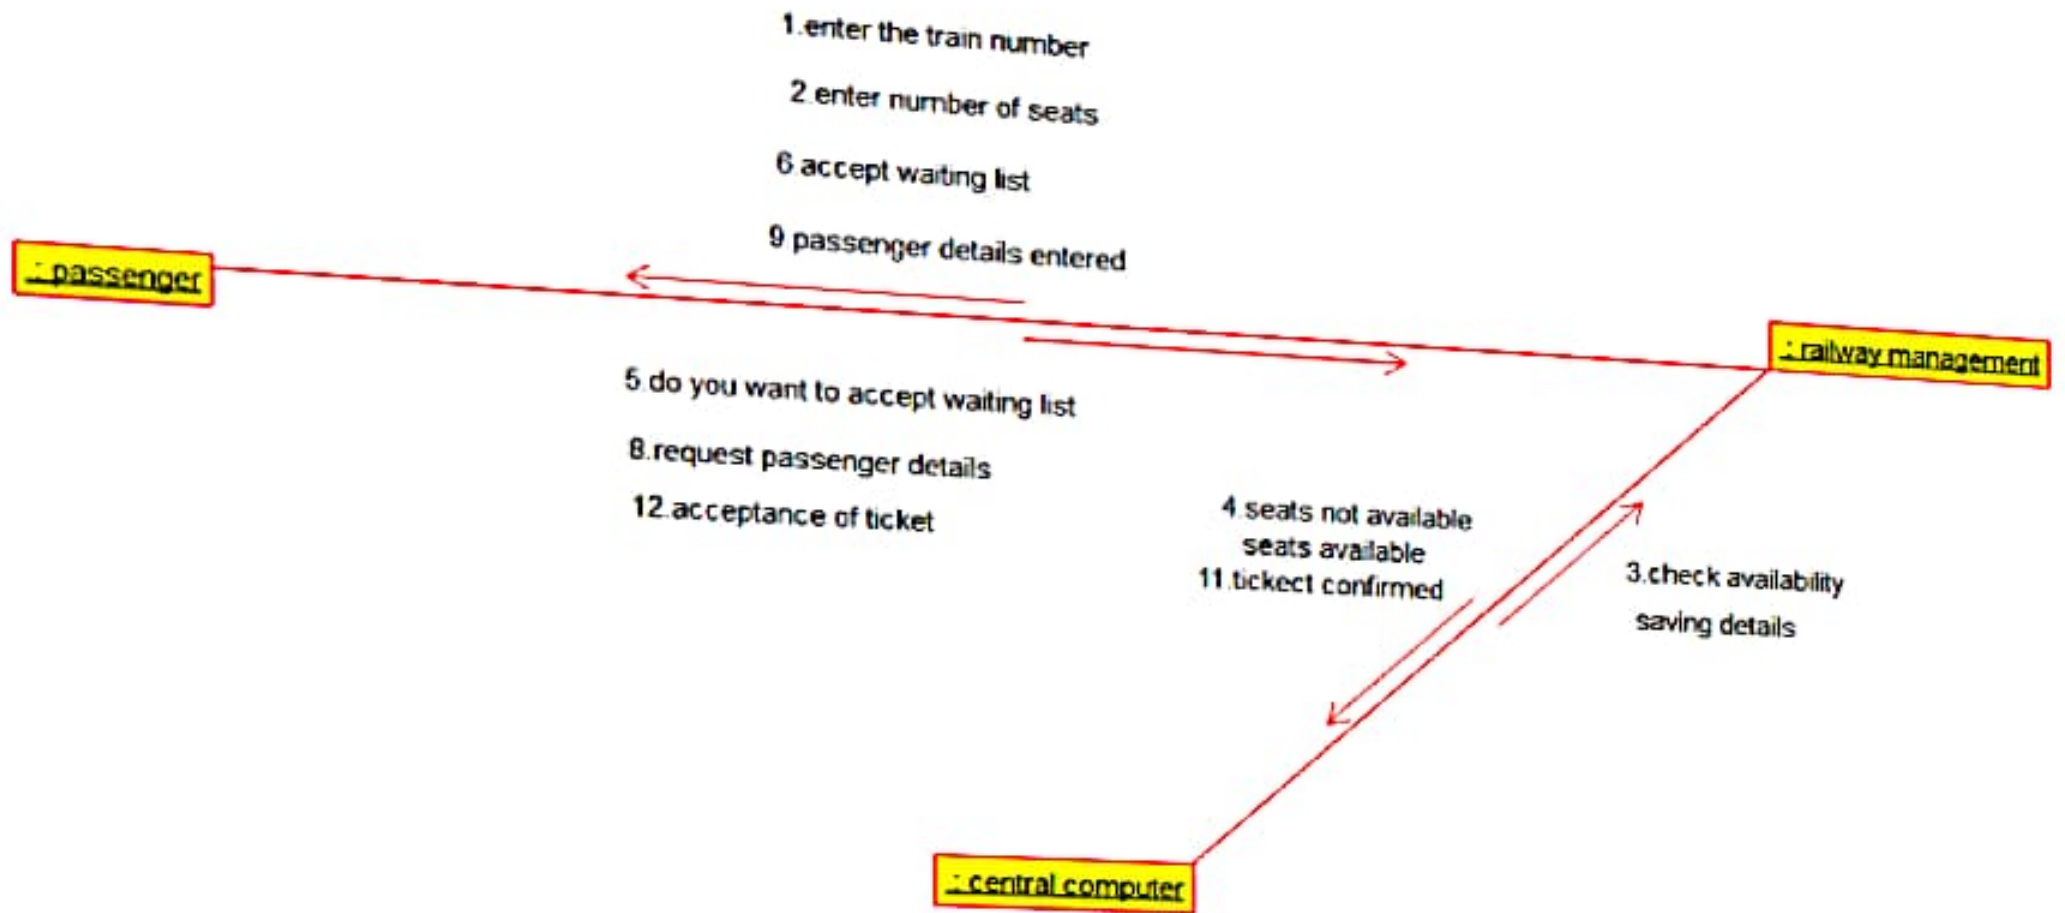 1.enter the train number
2.enter number of seats
6.accept waiting list
9.passenger details entered
: passenger
: railway management
5.do you want to accept waiting list
8.request passenger details
12.acceptance of ticket
4.seats not available
seats available
11.tickect confirmed
3.check availability
saving details
: central computer